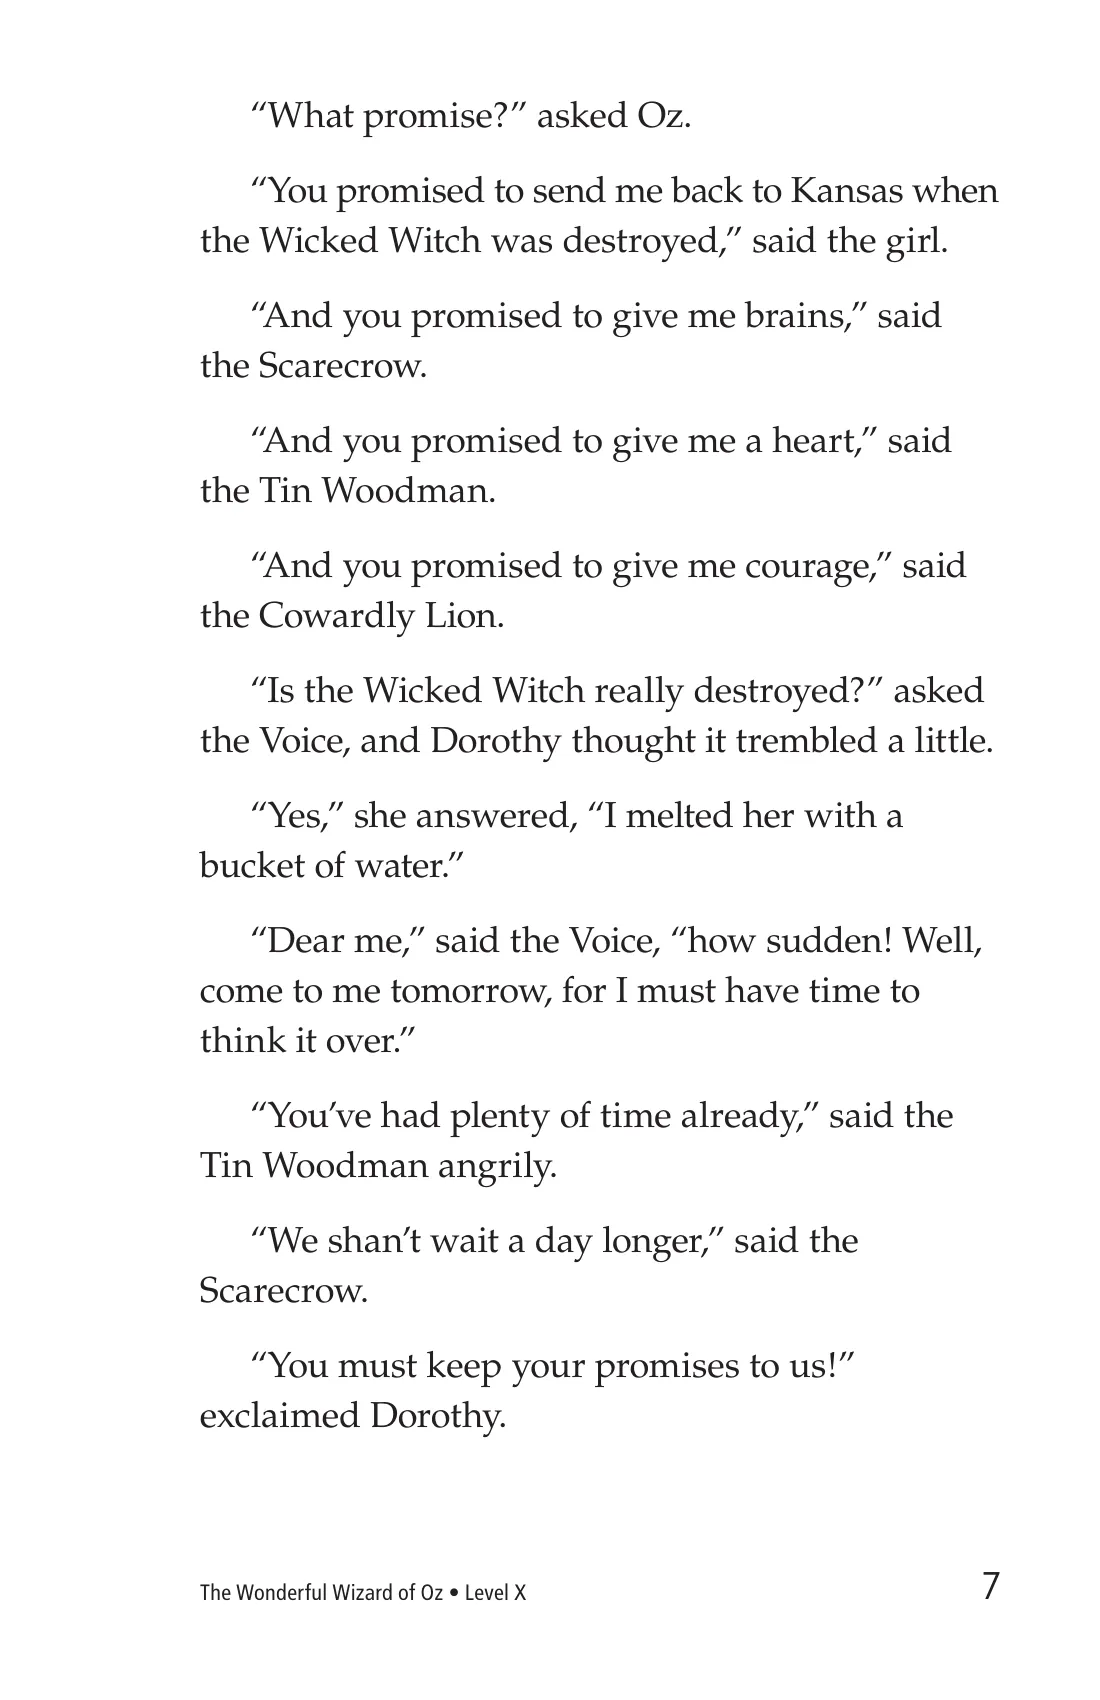 “What promise?” asked Oz.
“You promised to send me back to Kansas when
the Wicked Witch was destroyed,” said the girl.
“And you promised to give me brains,” said
the Scarecrow.
“And you promised to give me a heart,” said
the Tin Woodman.
“And you promised to give me courage,” said
the Cowardly Lion.
“Is the Wicked Witch really destroyed?” asked
the Voice, and Dorothy thought it trembled a little.
“Yes,” she answered, “I melted her with a
bucket of water.”
“Dear me,” said the Voice, “how sudden! Well,
come to me tomorrow, for I must have time to
think it over.”
“You’ve had plenty of time already,” said the
Tin Woodman angrily.
“We shan’t wait a day longer,” said the
Scarecrow.
“You must keep your promises to us!”
exclaimed Dorothy.
The Wonderful Wizard of Oz • Level X
7